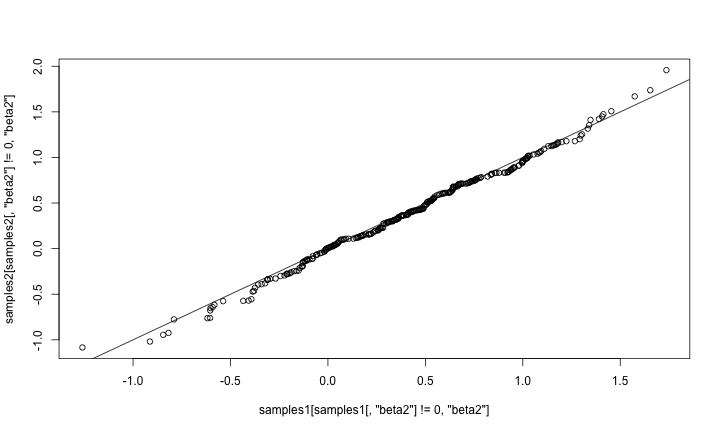 samples2[samples2[, "beta2"] != 0, "beta2"]
2.0
1.5
1.0
0.5
0.0
-0.5
-1.0
-1.0 -0.5 0.0 0.5 1.0 1.5
samples1[samples1[, "beta2"] != 0, "beta2"]